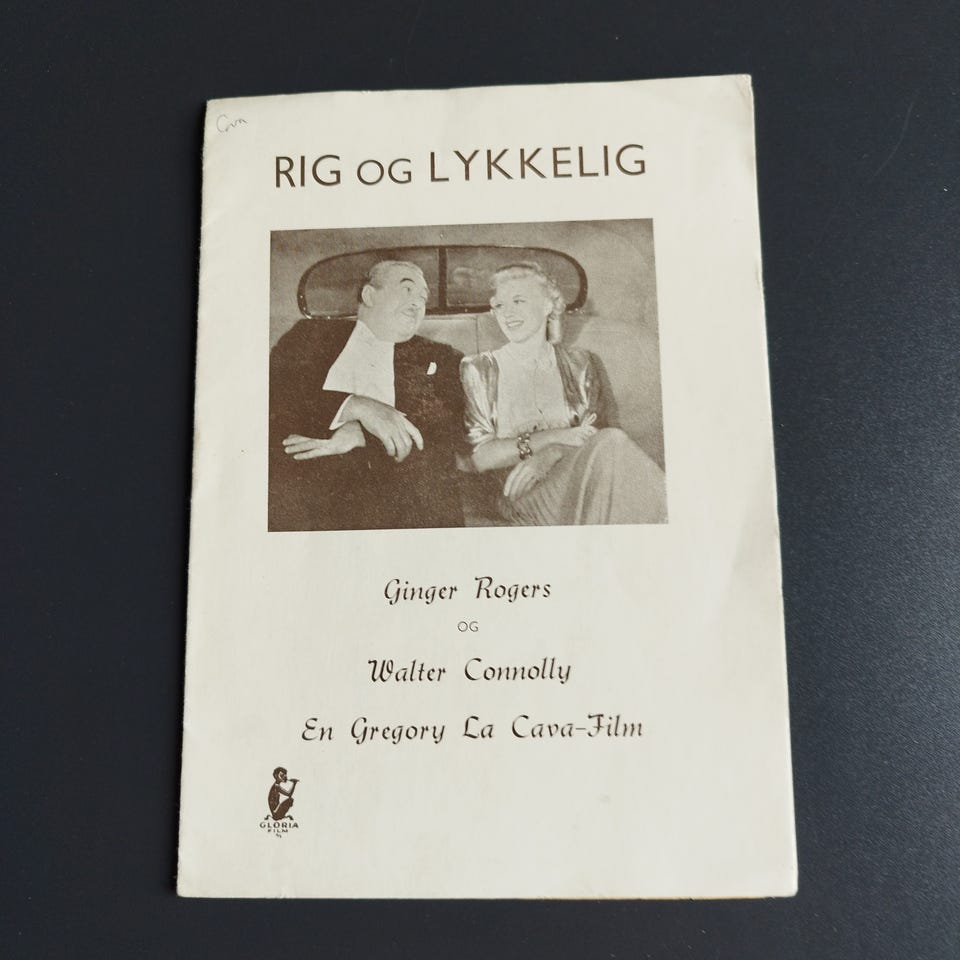 RIG OG LYKKELIG
Ginger Rogers
OG
Walter Connolly
En Gregory La Cava-Film
GLORIA
FILM